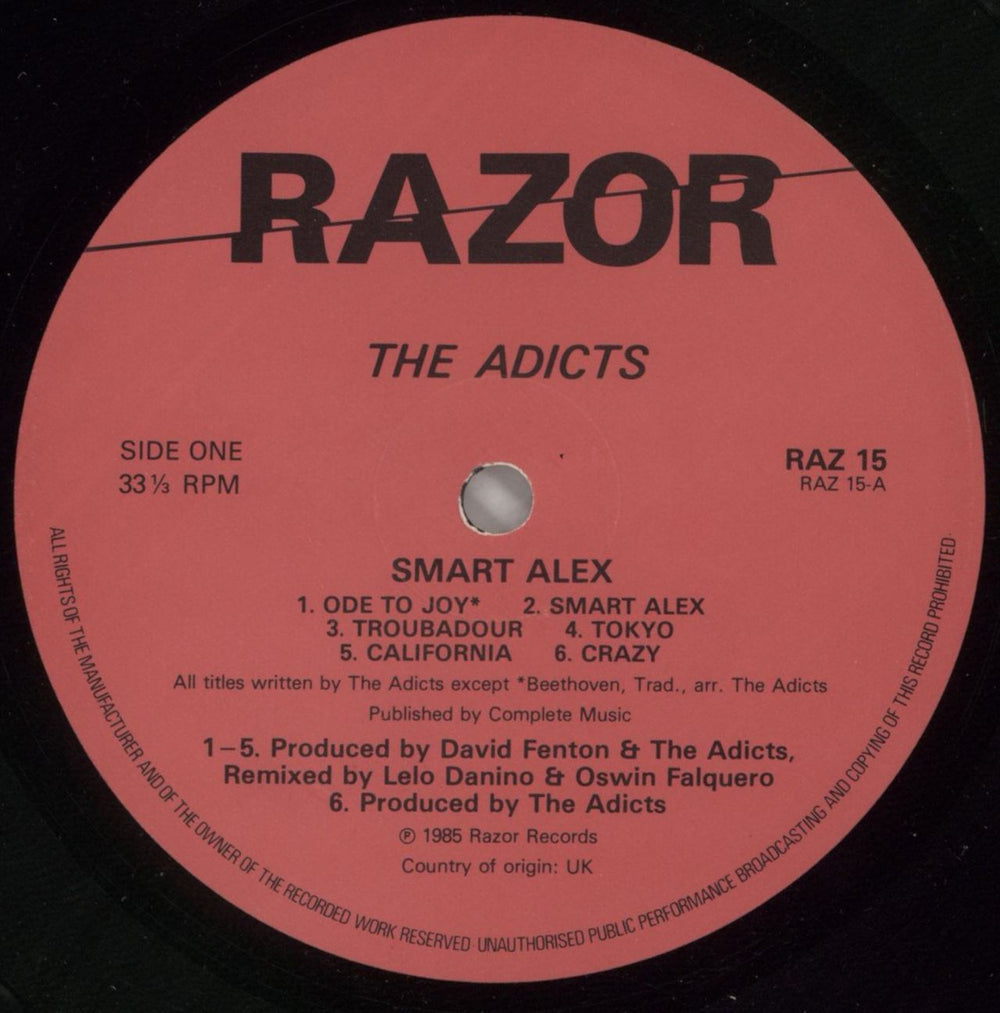 RAZOR
THE ADICTS
SIDE ONE
33⅓ RPM
RAZ 15
RAZ 15-A
SMART ALEX
1. ODE TO JOY* 2. SMART ALEX
3. TROUBADOUR 4. TOKYO
5. CALIFORNIA 6. CRAZY
All titles written by The Adicts except *Beethoven, Trad., arr. The Adicts
Published by Complete Music
1–5. Produced by David Fenton & The Adicts,
Remixed by Lelo Danino & Oswin Falquero
6. Produced by The Adicts
℗ 1985 Razor Records
Country of origin: UK
ALL RIGHTS OF THE MANUFACTURER AND OF THE OWNER OF THE RECORDED WORK RESERVED · UNAUTHORISED PUBLIC PERFORMANCE BROADCASTING AND COPYING OF THIS RECORD PROHIBITED ·